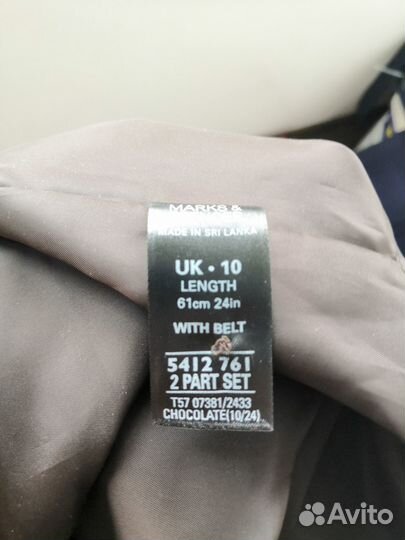 MARKS &
MADE IN SRI LANKA
UK • 10
LENGTH
61cm 24in
WITH BELT
5412 761
2 PART SET
T57 07381/2433
CHOCOLATE(10/24)
Avito